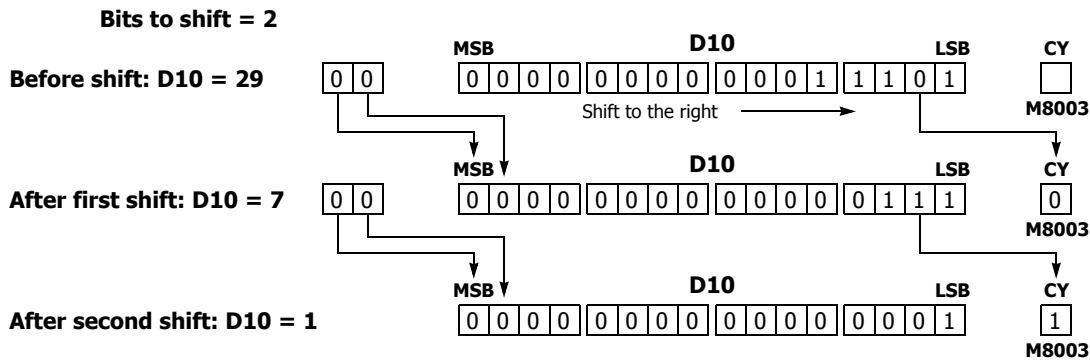 Bits to shift = 2
MSB D10 LSB CY
Before shift: D10 = 29 0 0 0 0 0 0 0 0 0 0 0 0 0 1 1 1 0 1
Shift to the right M8003
MSB D10 LSB CY
After first shift: D10 = 7 0 0 0 0 0 0 0 0 0 0 0 0 0 0 0 1 1 1 0
M8003
MSB D10 LSB CY
After second shift: D10 = 1 0 0 0 0 0 0 0 0 0 0 0 0 0 0 0 1 1
M8003